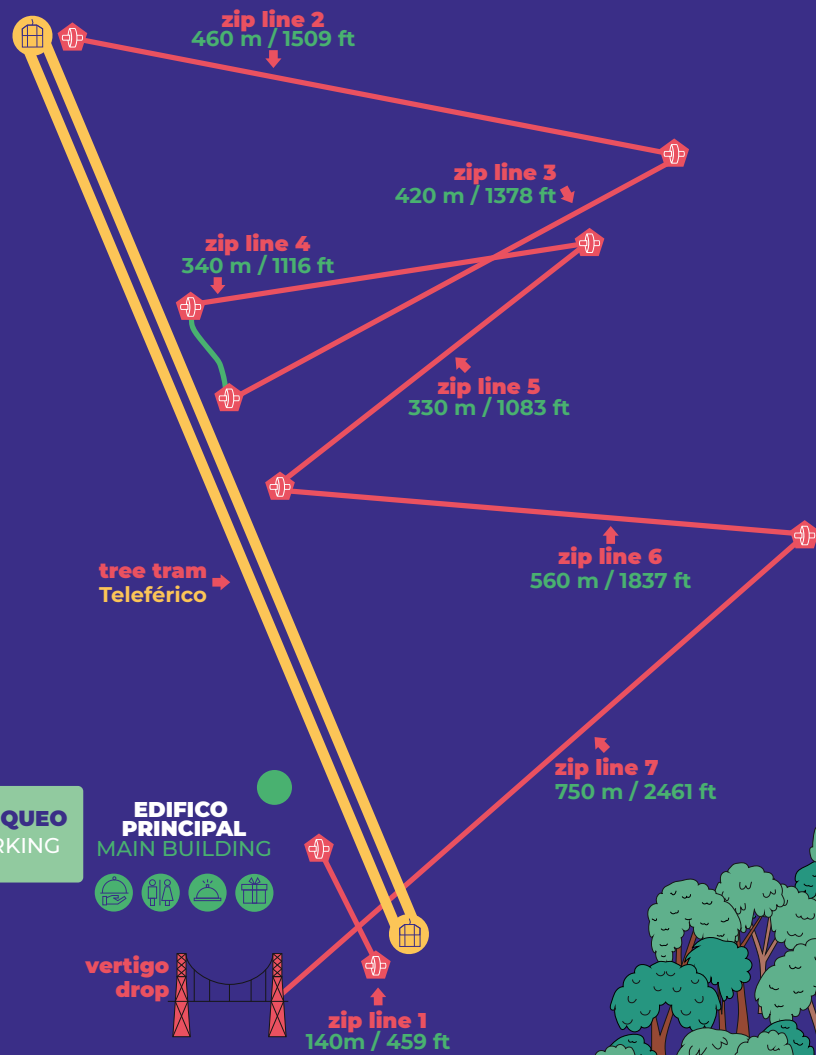 zip line 2
460 m / 1509 ft
zip line 3
420 m / 1378 ft
zip line 4
340 m / 1116 ft
zip line 5
330 m / 1083 ft
zip line 6
560 m / 1837 ft
tree tram
Teleférico
zip line 7
750 m / 2461 ft
QUEO
RKING
EDIFICO
PRINCIPAL
MAIN BUILDING
vertigo
drop
zip line 1
140m / 459 ft